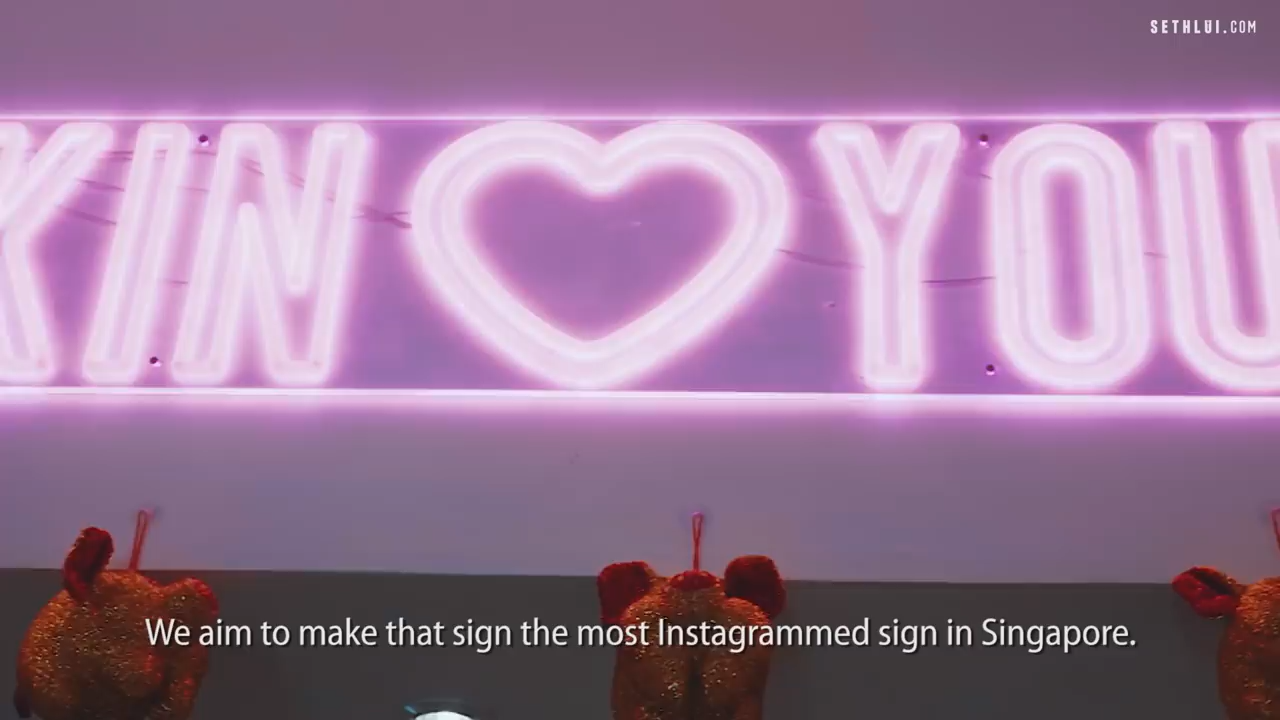 SETHLUI.COM
KIN YOU
We aim to make that sign the most Instagrammed sign in Singapore.